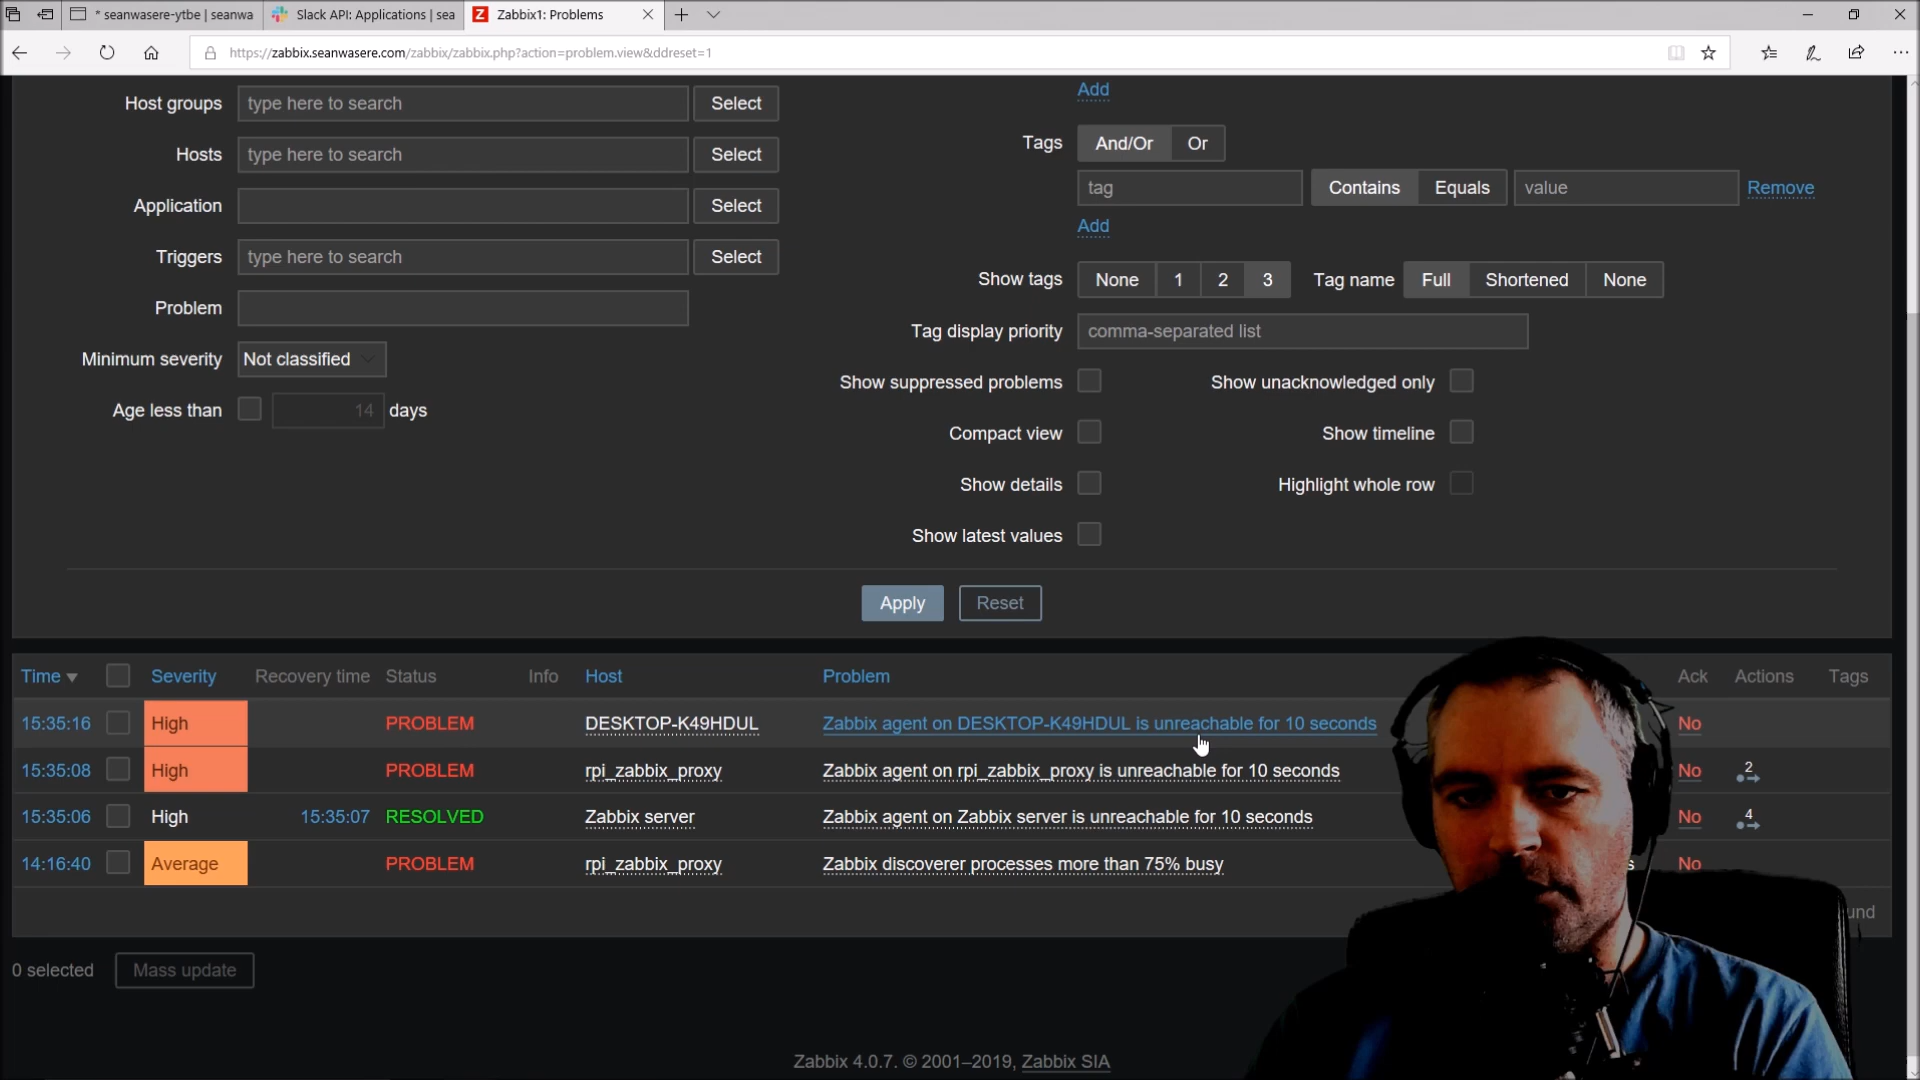 * seanwasere-ytbe | seanwa
Slack API: Applications | sea
Z Zabbix1: Problems
https://zabbix.seanwasere.com/zabbix/zabbix.php?action=problem.view&ddreset=1
Host groups type here to search Select
Hosts type here to search Select
Application Select
Triggers type here to search Select
Problem
Minimum severity Not classified
Age less than 14 days
Add
Tags And/Or Or
tag Contains Equals value Remove
Add
Show tags None 1 2 3 Tag name Full Shortened None
Tag display priority comma-separated list
Show suppressed problems Show unacknowledged only
Compact view Show timeline
Show details Highlight whole row
Show latest values
Apply Reset
Time Severity Recovery time Status Info Host Problem Ack Actions Tags
15:35:16 High PROBLEM DESKTOP-K49HDUL Zabbix agent on DESKTOP-K49HDUL is unreachable for 10 seconds No
15:35:08 High PROBLEM rpi_zabbix_proxy Zabbix agent on rpi_zabbix_proxy is unreachable for 10 seconds No 2
15:35:06 High 15:35:07 RESOLVED Zabbix server Zabbix agent on Zabbix server is unreachable for 10 seconds No 4
14:16:40 Average PROBLEM rpi_zabbix_proxy Zabbix discoverer processes more than 75% busy s No
und
0 selected Mass update
Zabbix 4.0.7. © 2001–2019, Zabbix SIA